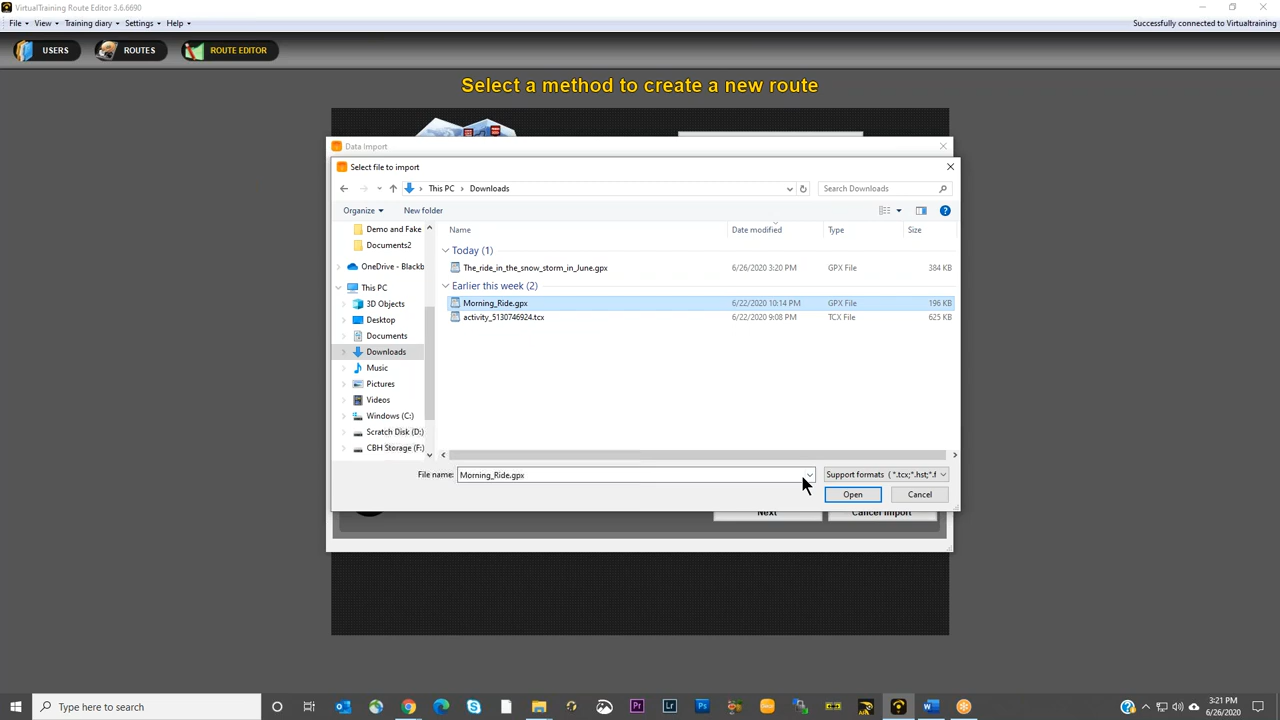 VirtualTraining Route Editor 3.6.6690
File View Training diary Settings Help Successfully connected to Virtualtraining
USERS ROUTES ROUTE EDITOR
Select a method to create a new route
Data Import
Select file to import
This PC Downloads Search Downloads
Organize New folder
Name Date modified Type Size
Demo and Fake
Documents2
OneDrive - Blackb
This PC
3D Objects
Desktop
Documents
Downloads
Music
Pictures
Videos
Windows (C:)
Scratch Disk (D:)
CBH Storage (F:)
Today (1)
The_ride_in_the_snow_storm_in_June.gpx 6/26/2020 3:20 PM GPX File 384 KB
Earlier this week (2)
Morning_Ride.gpx 6/22/2020 10:14 PM GPX File 196 KB
activity_5130746924.tcx 6/22/2020 9:08 PM TCX File 625 KB
File name: Morning_Ride.gpx Support formats ( *.tcx;*.hst;*.f
Open Cancel
Next Cancel Import
Type here to search
3:21 PM
6/26/2020